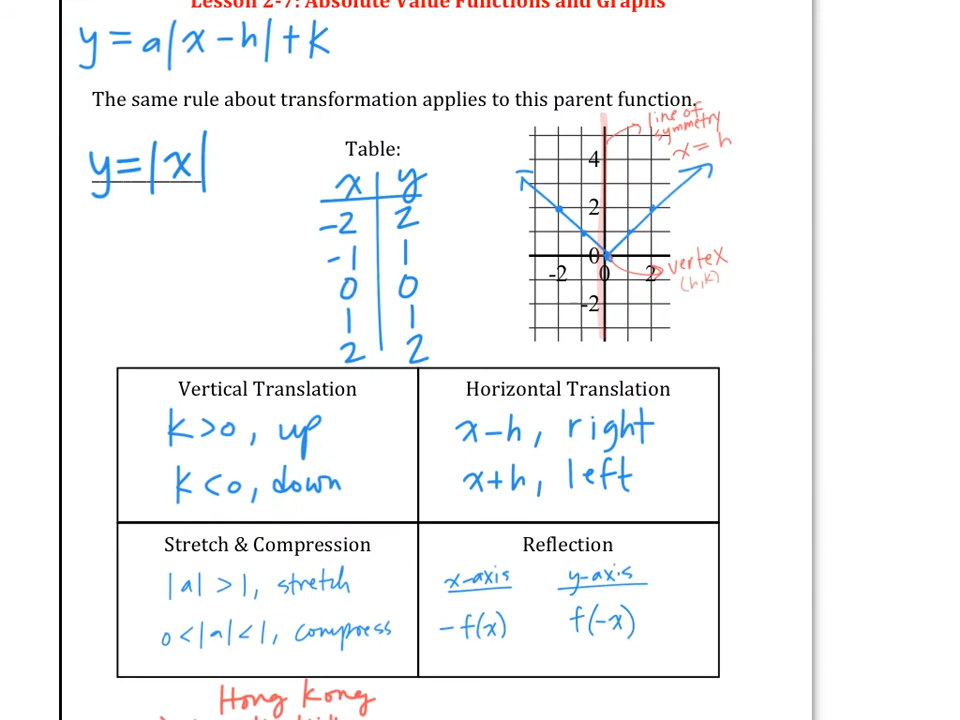 Lesson 2-7: Absolute Value Functions and Graphs
y = a|x - h| + k
The same rule about transformation applies to this parent function.
y = |x|
Table:
x y
-2 2
-1 1
0 0
1 1
2 2
line of
symmetry
x = h
4
2
0
-2 0 2
-2
vertex
(h, k)
Vertical Translation
k > 0, up
k < 0, down
Horizontal Translation
x - h, right
x + h, left
Stretch & Compression
|a| > 1, stretch
0 < |a| < 1, compress
Reflection
x-axis y-axis
-f(x) f(-x)
Hong Kong